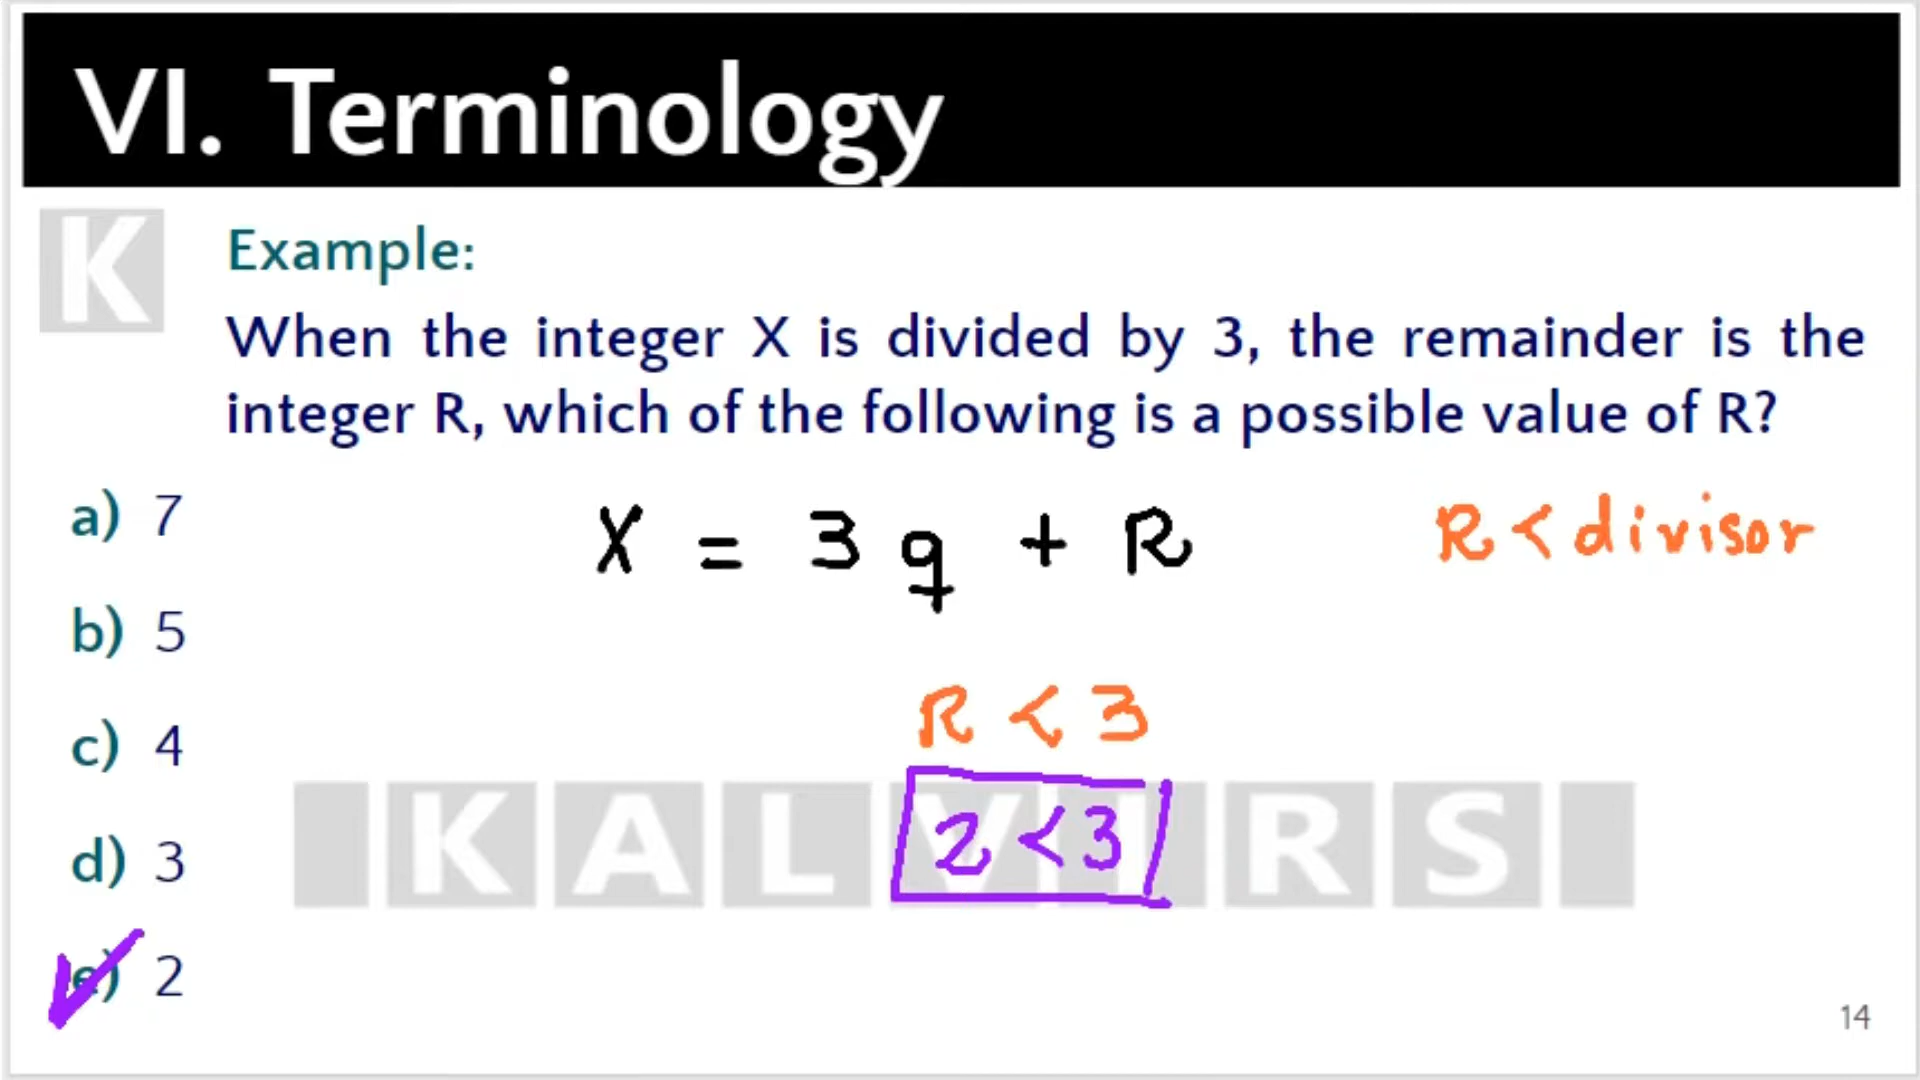 VI. Terminology
K
Example:
When the integer X is divided by 3, the remainder is the
integer R, which of the following is a possible value of R?
a) 7
X = 3 q + R
R < divisor
b) 5
R < 3
c) 4
KALVIRS
2 < 3
d) 3
e) 2
14